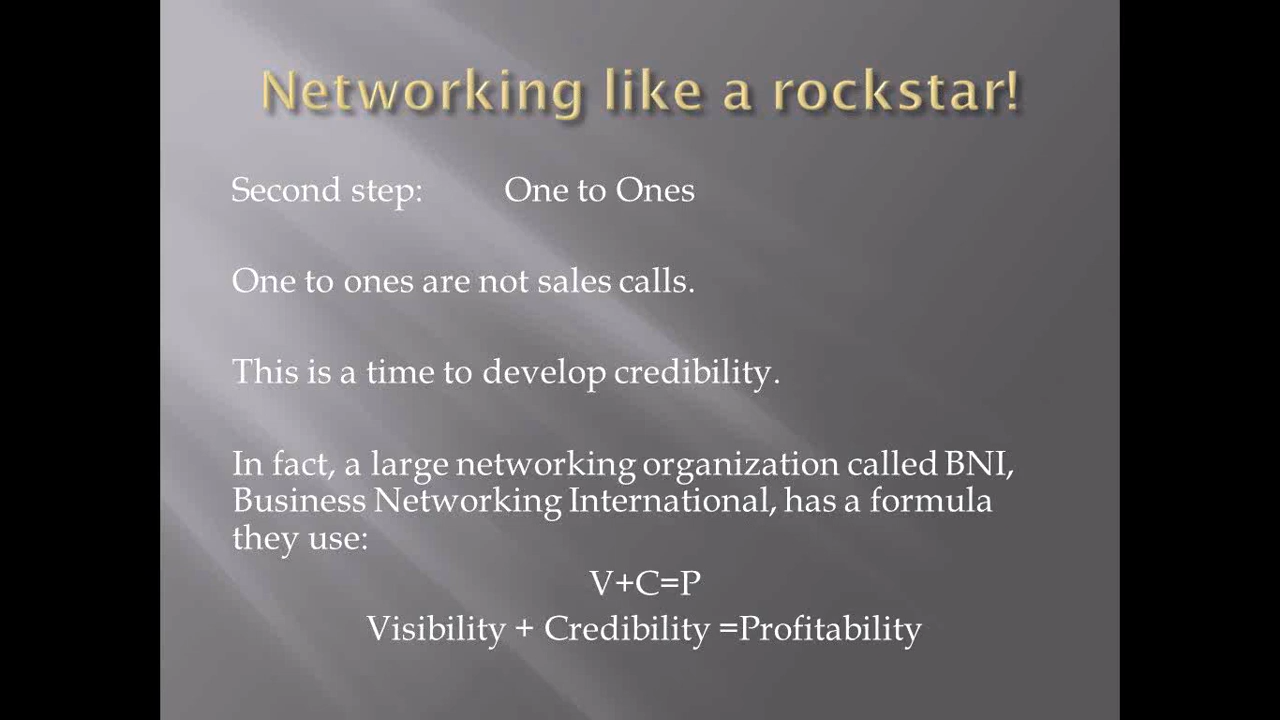 Networking like a rockstar!
Second step: One to Ones
One to ones are not sales calls.
This is a time to develop credibility.
In fact, a large networking organization called BNI,
Business Networking International, has a formula
they use:
V+C=P
Visibility + Credibility =Profitability